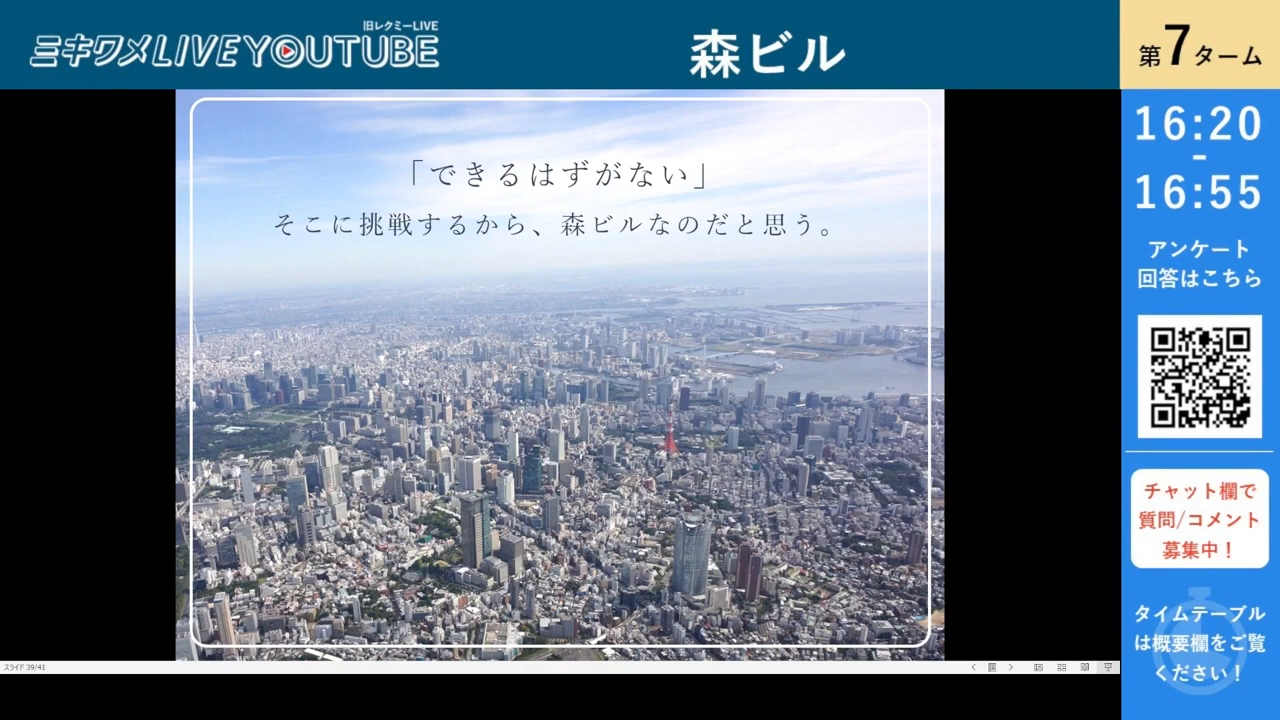 旧レクミーLIVE
ミキワメLIVE YOUTUBE
森ビル
第7ターム
「できるはずがない」
そこに挑戦するから、森ビルなのだと思う。
16:20
-
16:55
アンケート
回答はこちら
チャット欄で
質問/コメント
募集中！
タイムテーブル
は概要欄をご覧
ください！
スライド 39/41